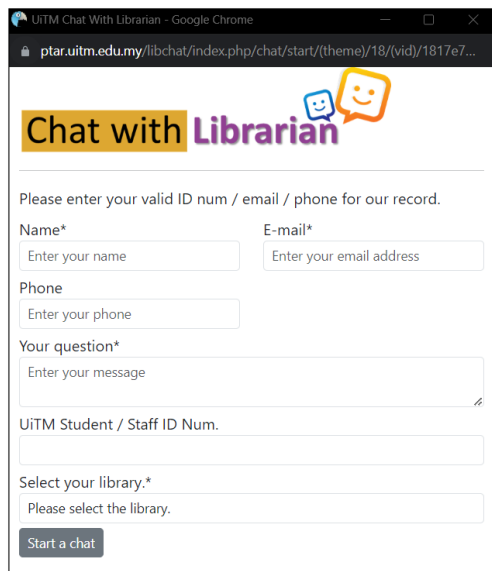 UiTM Chat With Librarian - Google Chrome
ptar.uitm.edu.my/libchat/index.php/chat/start/(theme)/18/(vid)/1817e7...
Chat with Librarian
Please enter your valid ID num / email / phone for our record.
Name*
E-mail*
Enter your name
Enter your email address
Phone
Enter your phone
Your question*
Enter your message
UiTM Student / Staff ID Num.
Select your library.*
Please select the library.
Start a chat